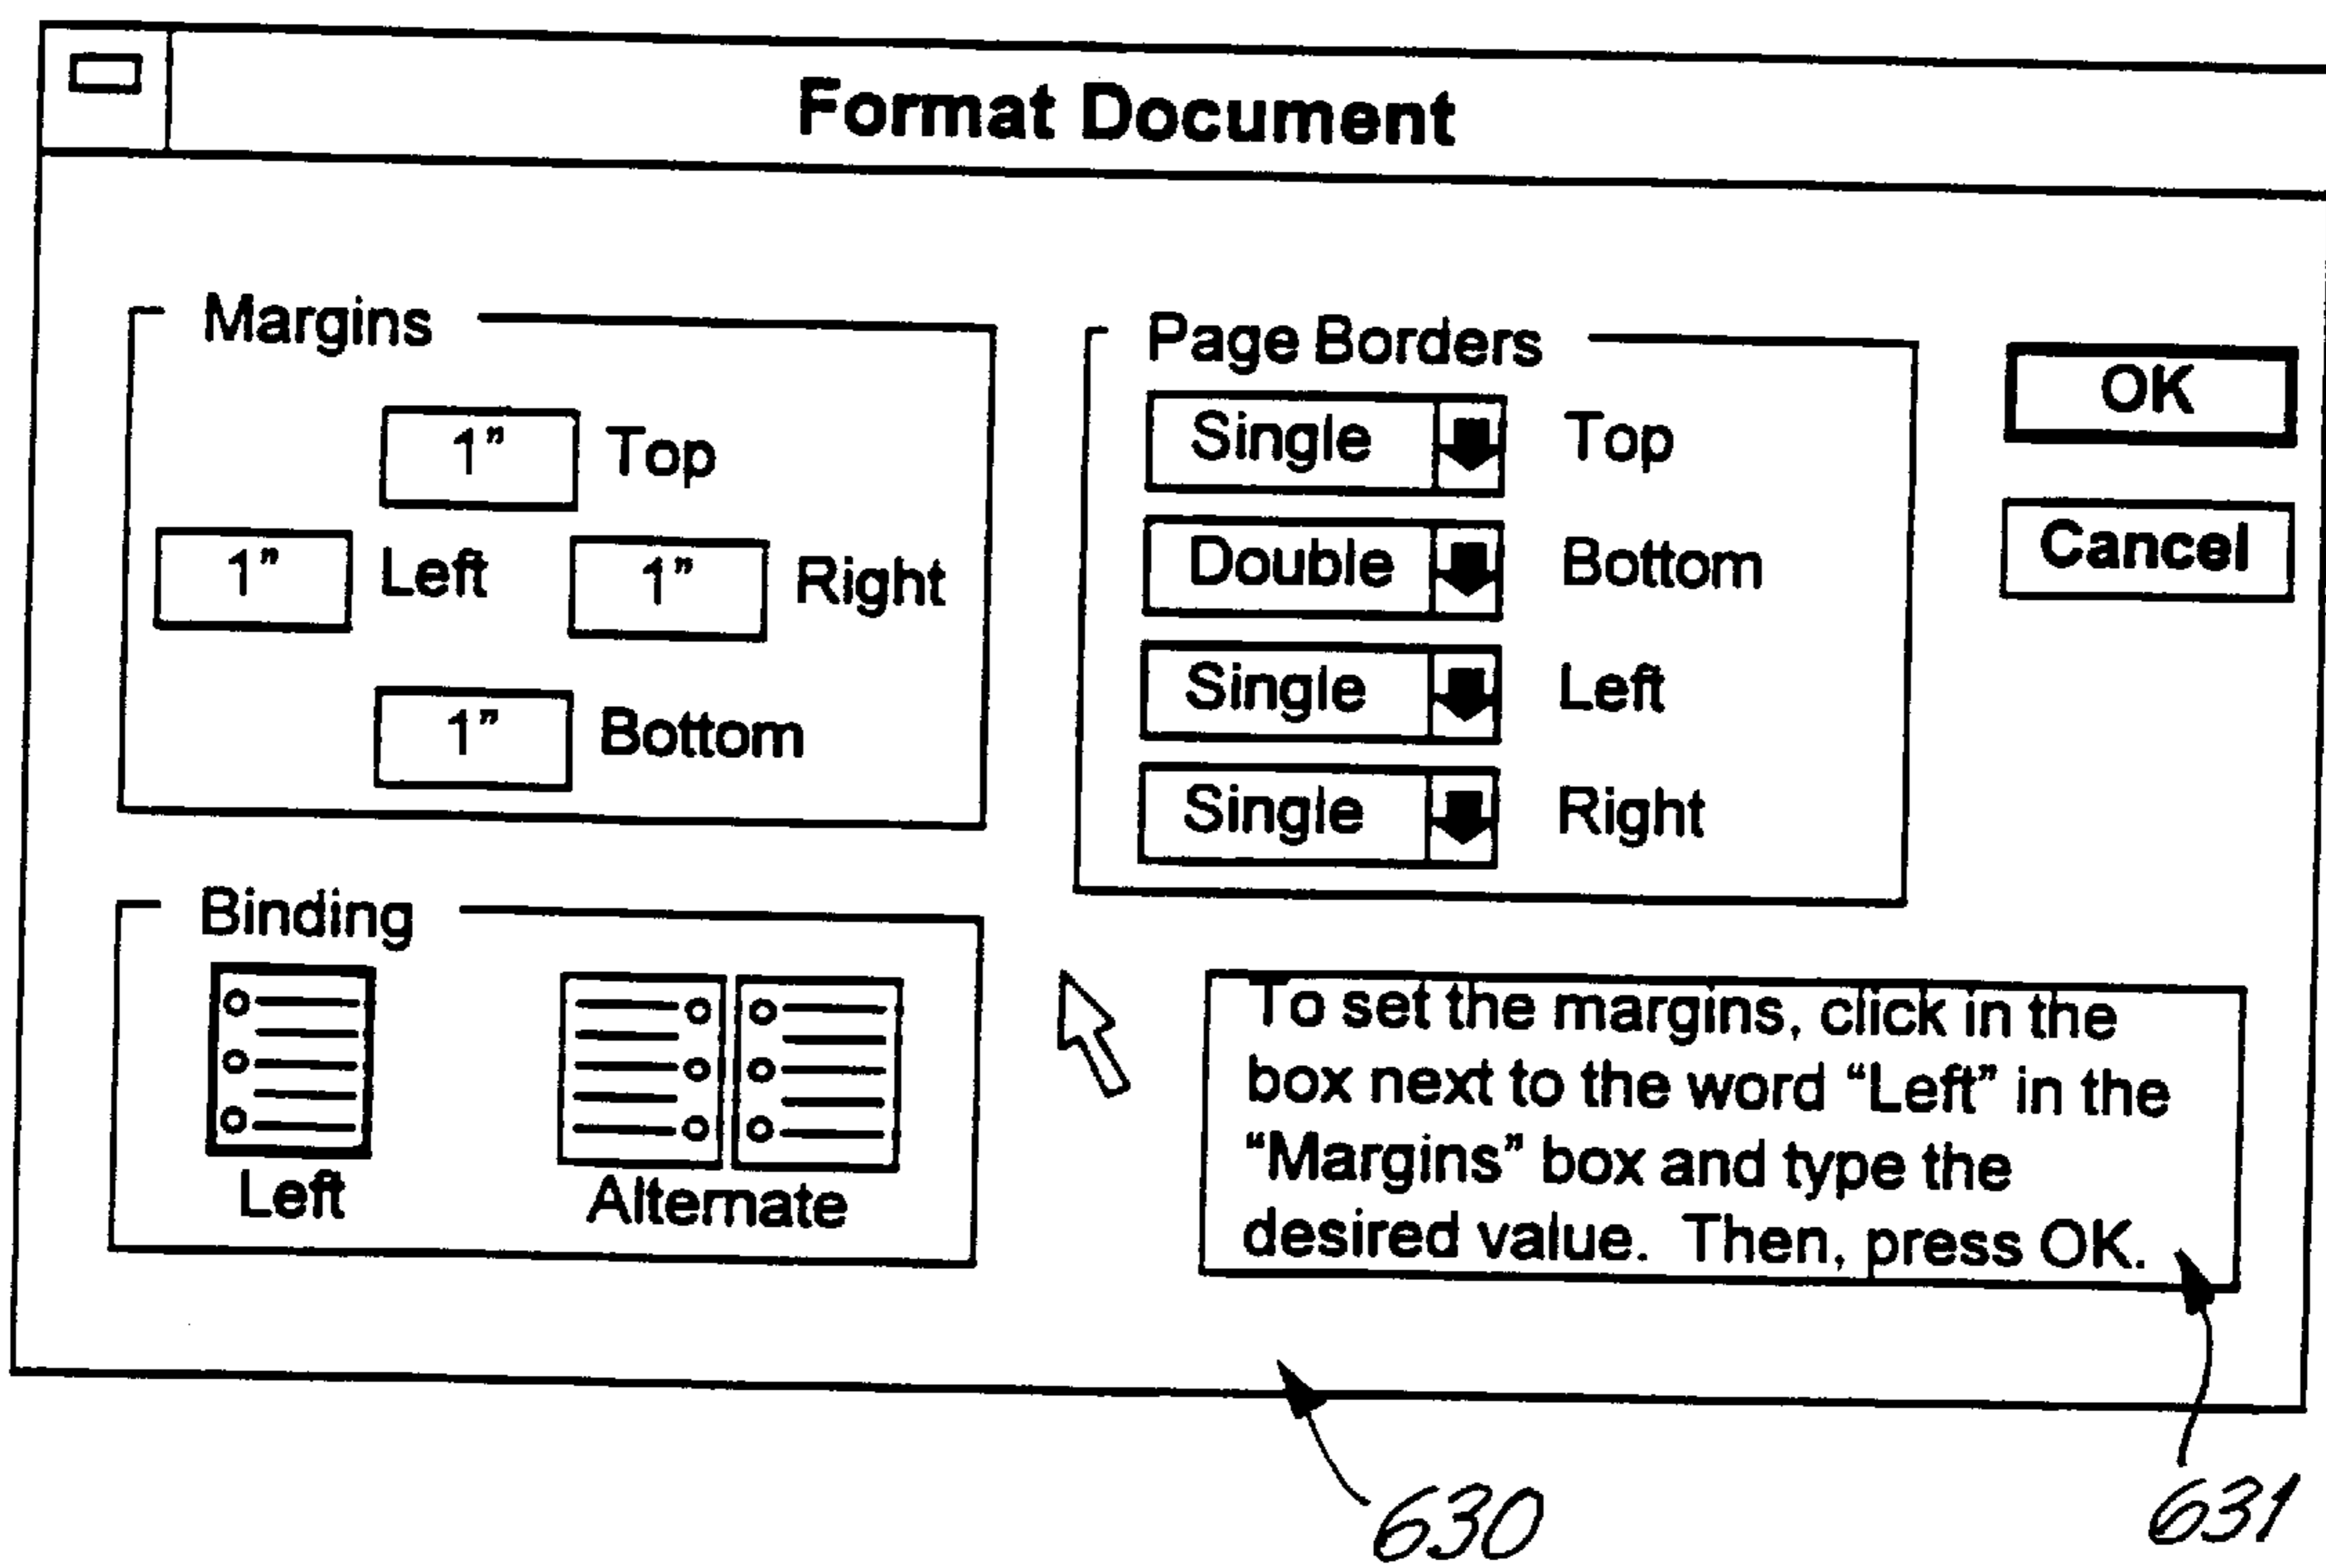 Format Document
Margins
1” Top
1” Left 1” Right
1” Bottom
Page Borders
Single Top
Double Bottom
Single Left
Single Right
OK
Cancel
Binding
Left Alternate
To set the margins, click in the
box next to the word “Left” in the
“Margins” box and type the
desired value. Then, press OK.
630
631